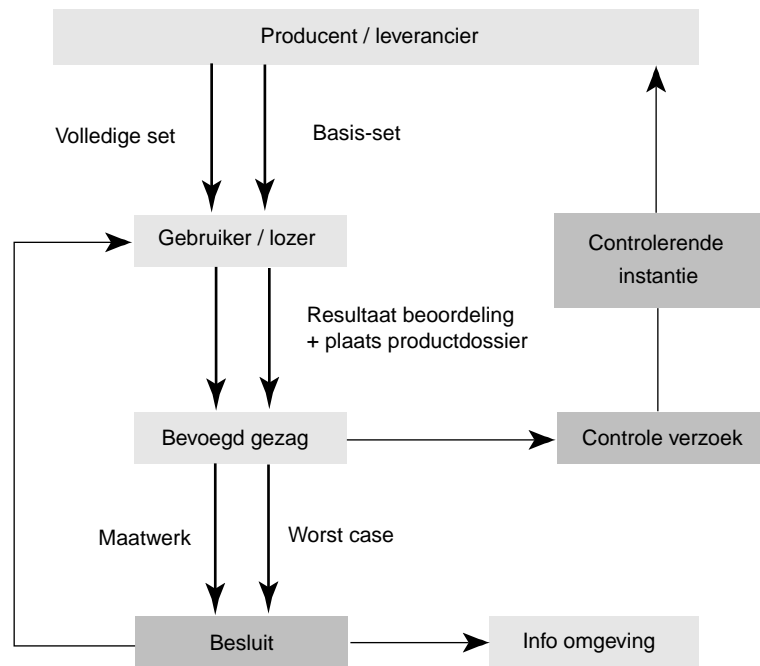 Producent / leverancier
Volledige set
Basis-set
Gebruiker / lozer
Controlerende
instantie
Resultaat beoordeling
+ plaats productdossier
Bevoegd gezag
Controle verzoek
Maatwerk
Worst case
Besluit
Info omgeving